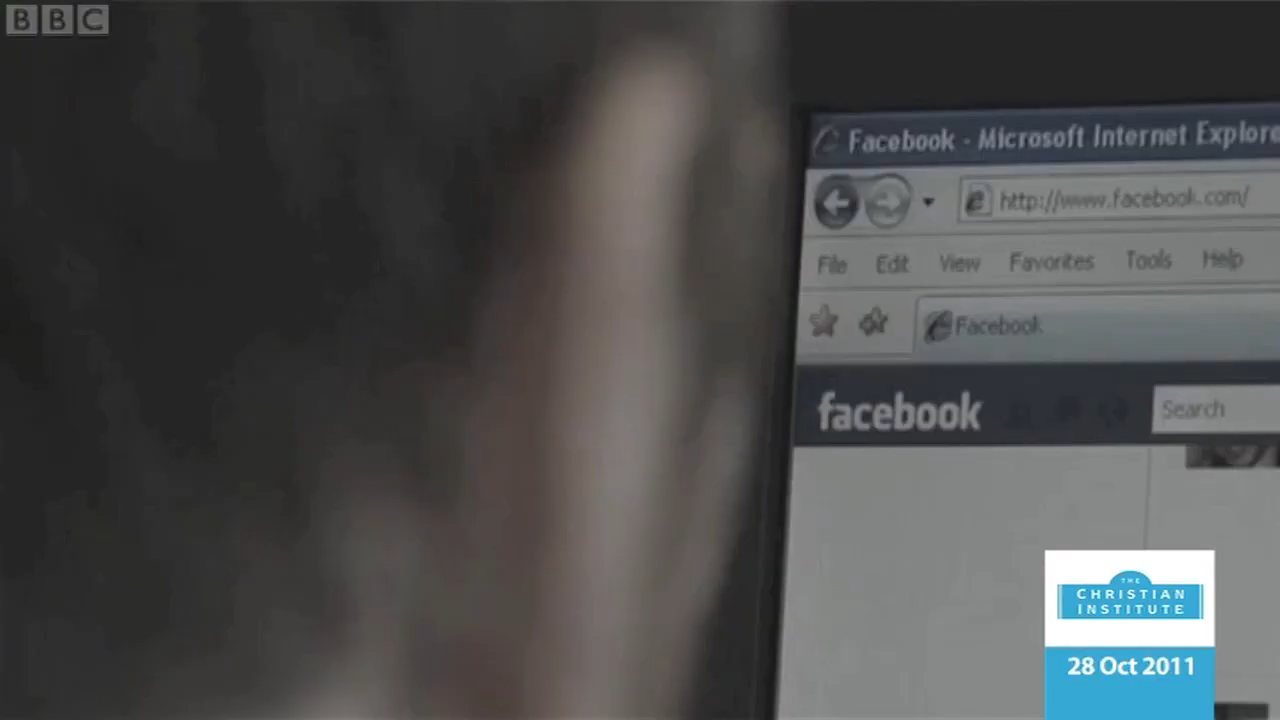 BBC
Facebook - Microsoft Internet Explore
http://www.facebook.com/
File Edit View Favorites Tools Help
Facebook
facebook
Search
THE
CHRISTIAN
INSTITUTE
28 Oct 2011